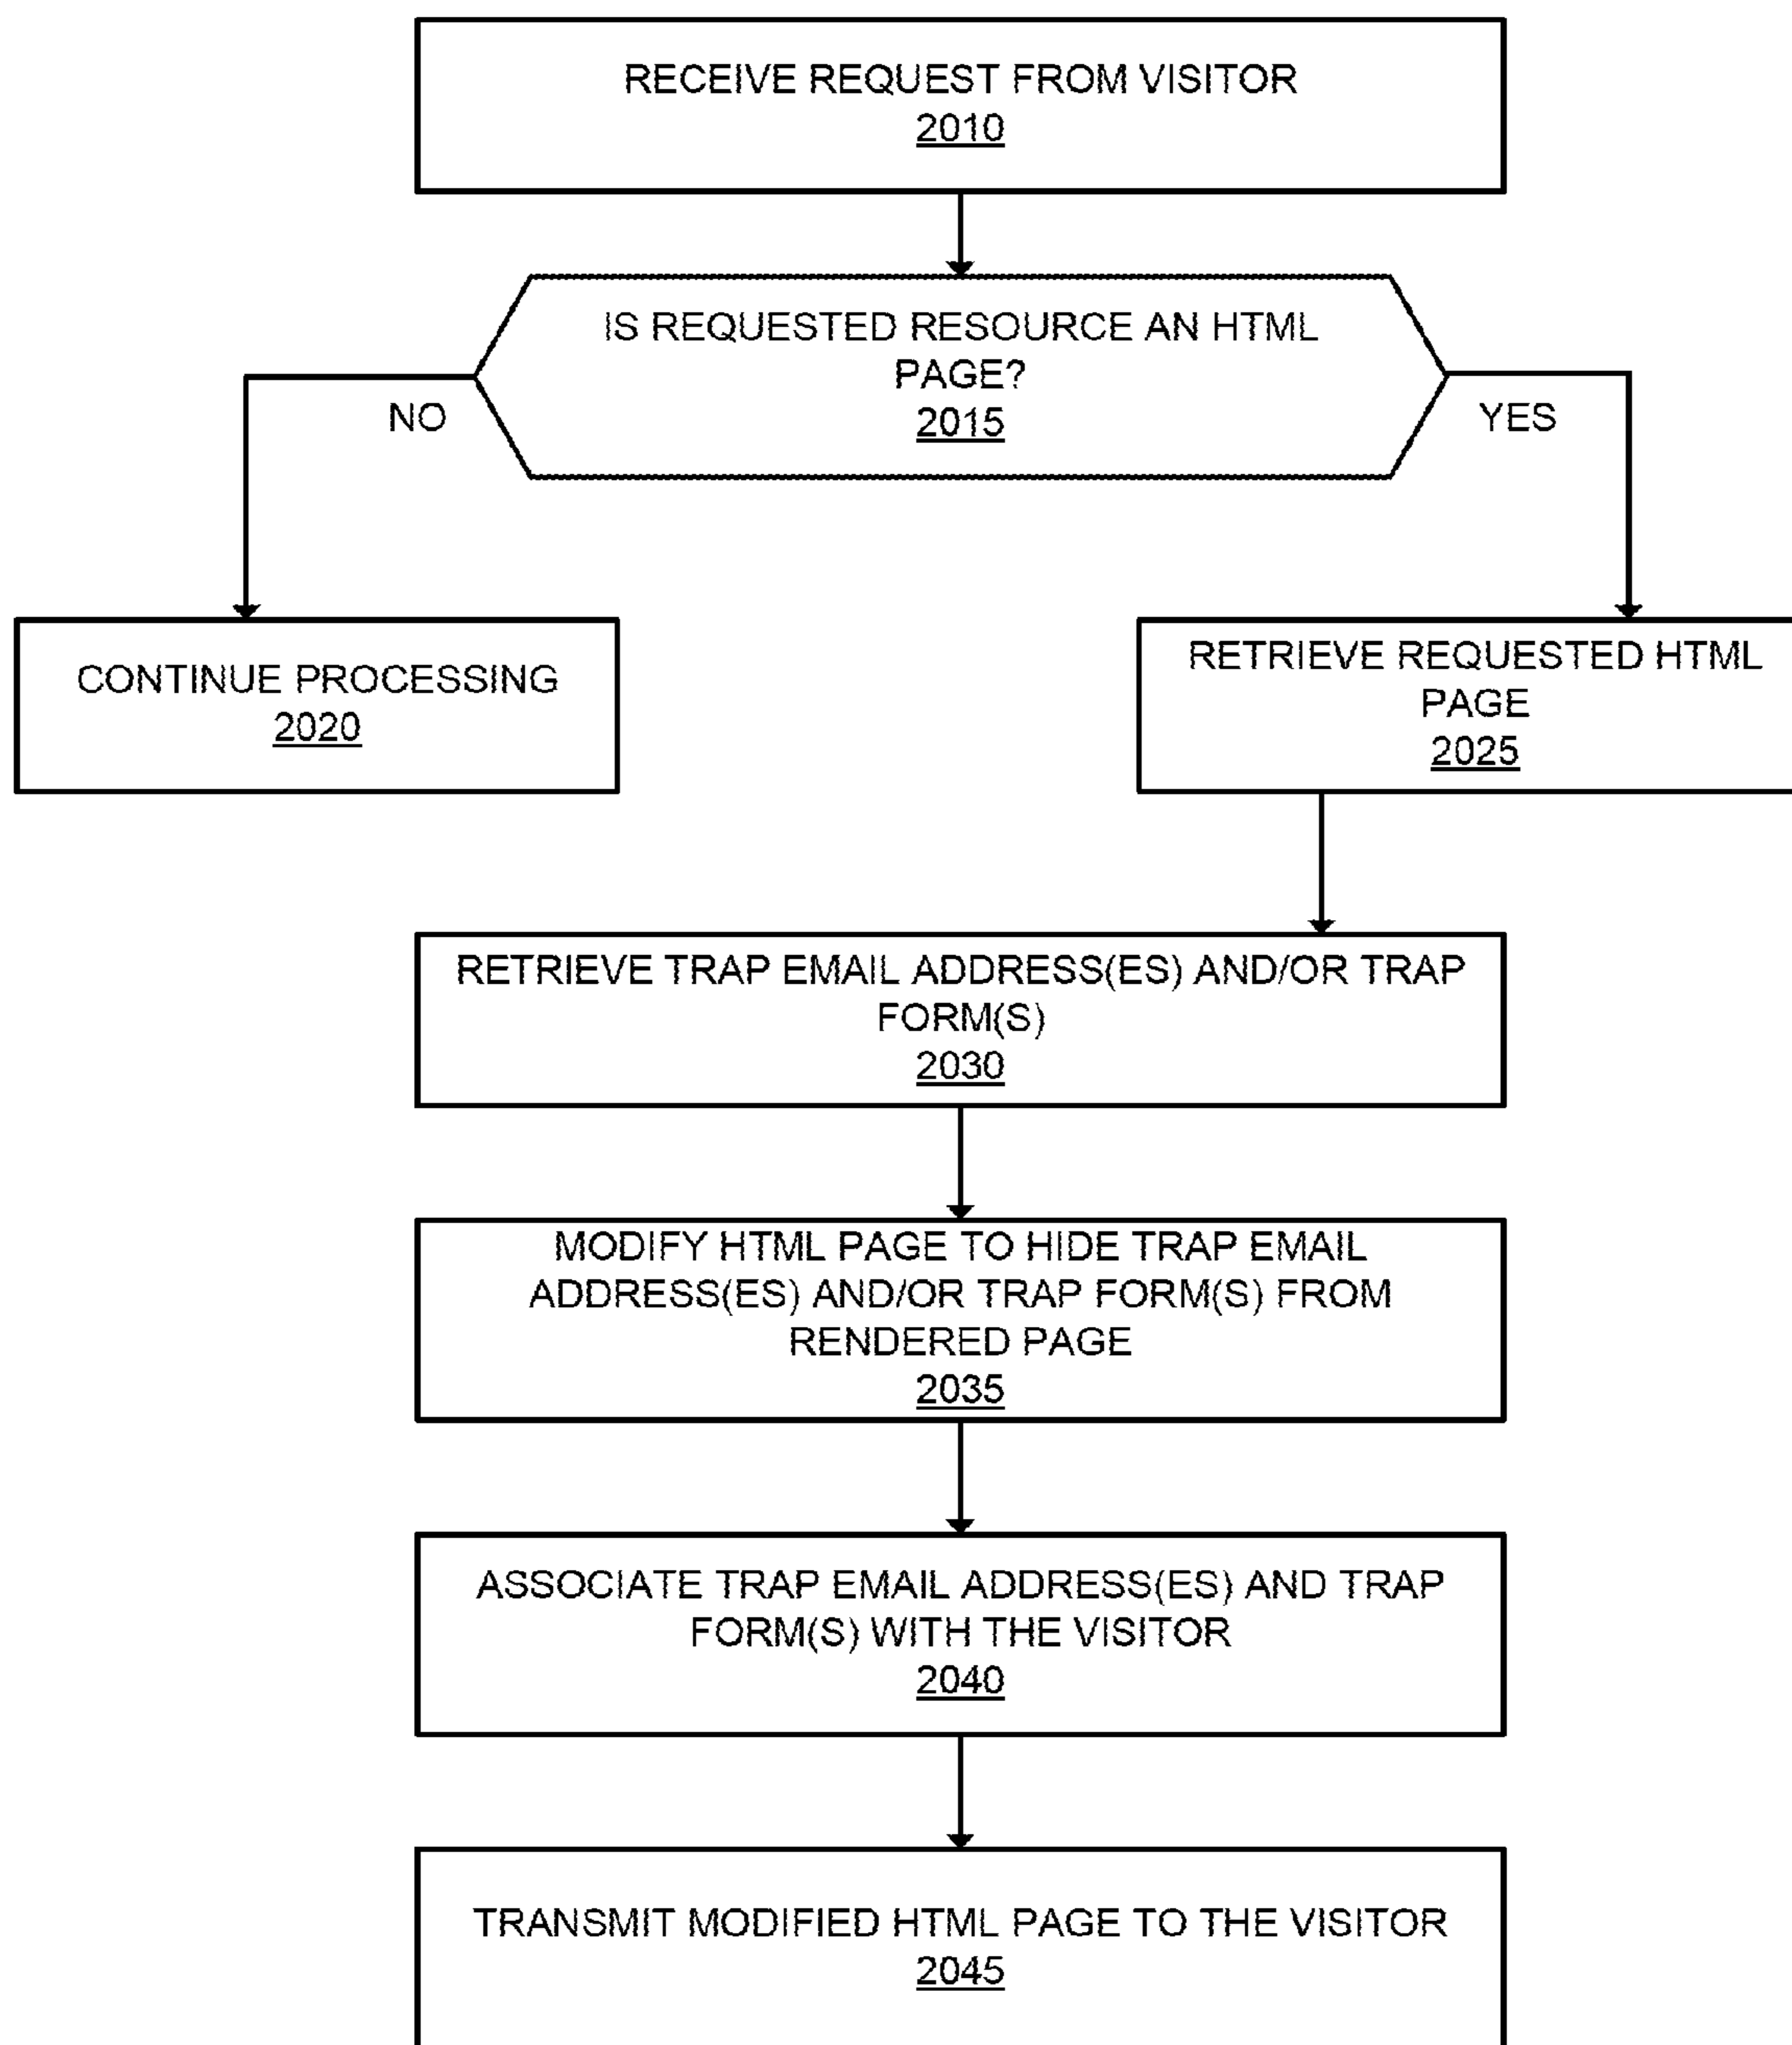 RECEIVE REQUEST FROM VISITOR
2010
IS REQUESTED RESOURCE AN HTML
PAGE?
2015
NO
YES
CONTINUE PROCESSING
2020
RETRIEVE REQUESTED HTML
PAGE
2025
RETRIEVE TRAP EMAIL ADDRESS(ES) AND/OR TRAP
FORM(S)
2030
MODIFY HTML PAGE TO HIDE TRAP EMAIL
ADDRESS(ES) AND/OR TRAP FORM(S) FROM
RENDERED PAGE
2035
ASSOCIATE TRAP EMAIL ADDRESS(ES) AND TRAP
FORM(S) WITH THE VISITOR
2040
TRANSMIT MODIFIED HTML PAGE TO THE VISITOR
2045